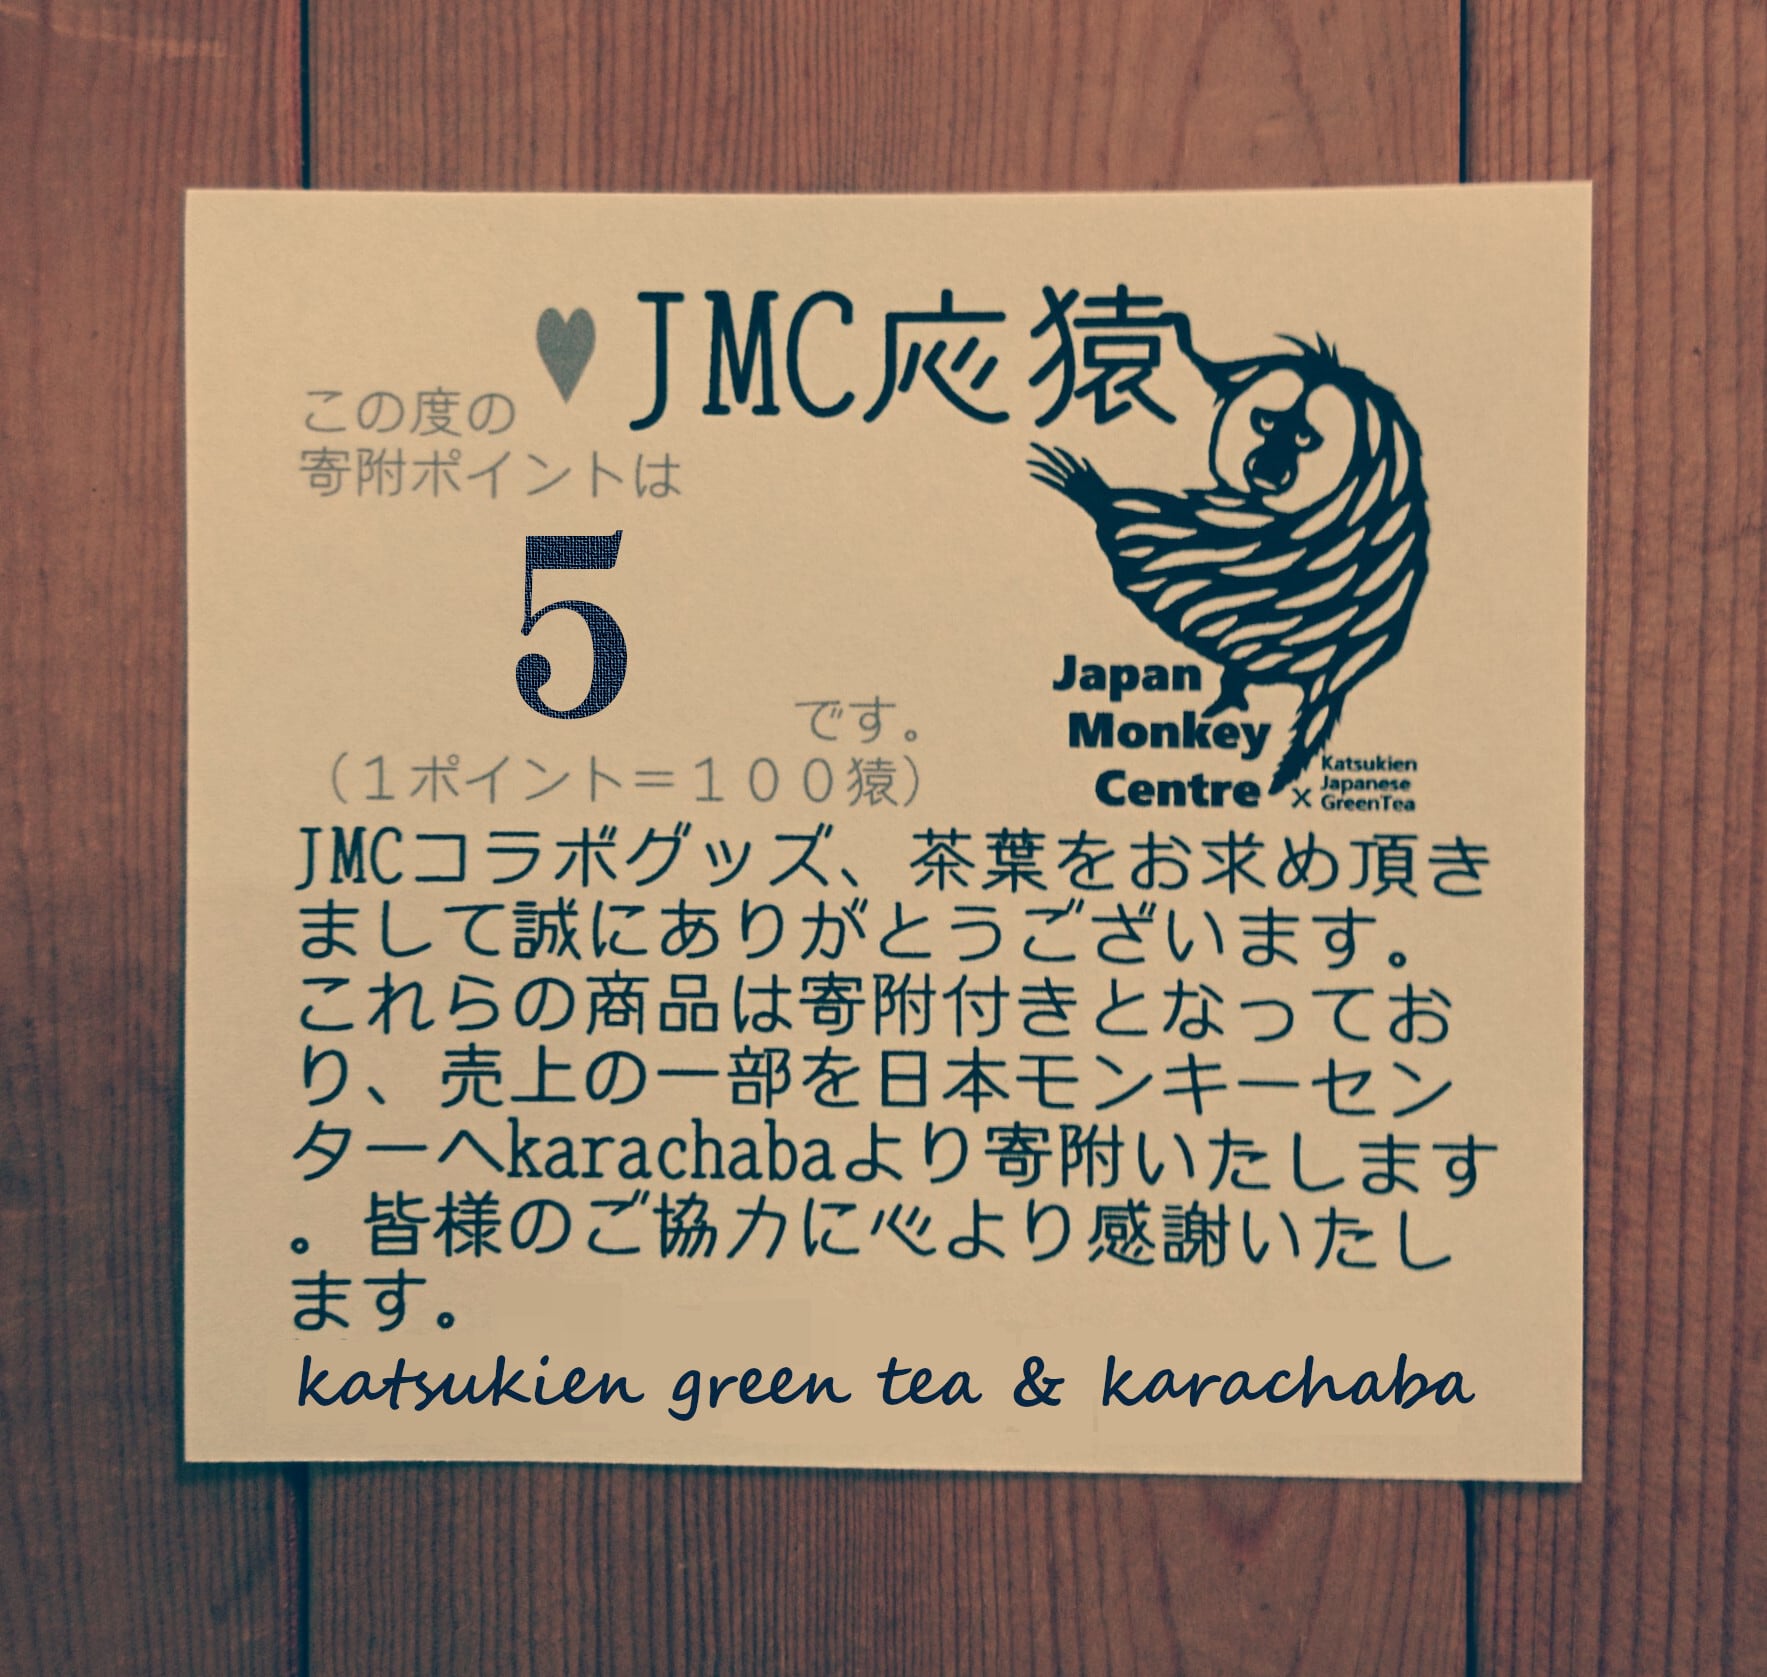 ♥JMC応猿
この度の
寄附ポイントは
5
です。
（１ポイント＝１００猿）
Japan
Monkey
Centre
× Katsukien
Japanese
GreenTea
JMCコラボグッズ、茶葉をお求め頂き
まして誠にありがとうございます。
これらの商品は寄附付きとなってお
り、売上の一部を日本モンキーセン
ターへkarachabaより寄附いたします
。皆様のご協力に心より感謝いたし
ます。
katsukien green tea & karachaba